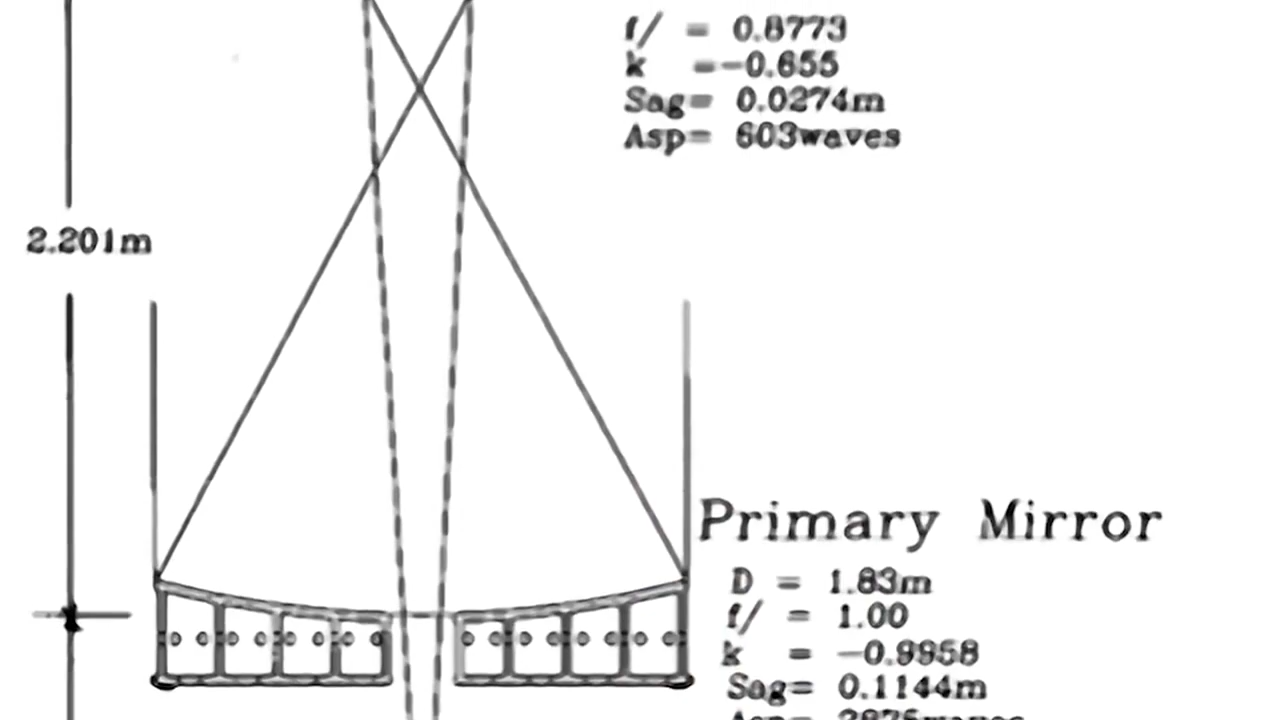 f/ = 0.8773
k =-0.655
Sag= 0.0274m
Asp= 603waves
2.201m
Primary Mirror
D = 1.83m
f/ = 1.00
k = -0.9958
Sag= 0.1144m